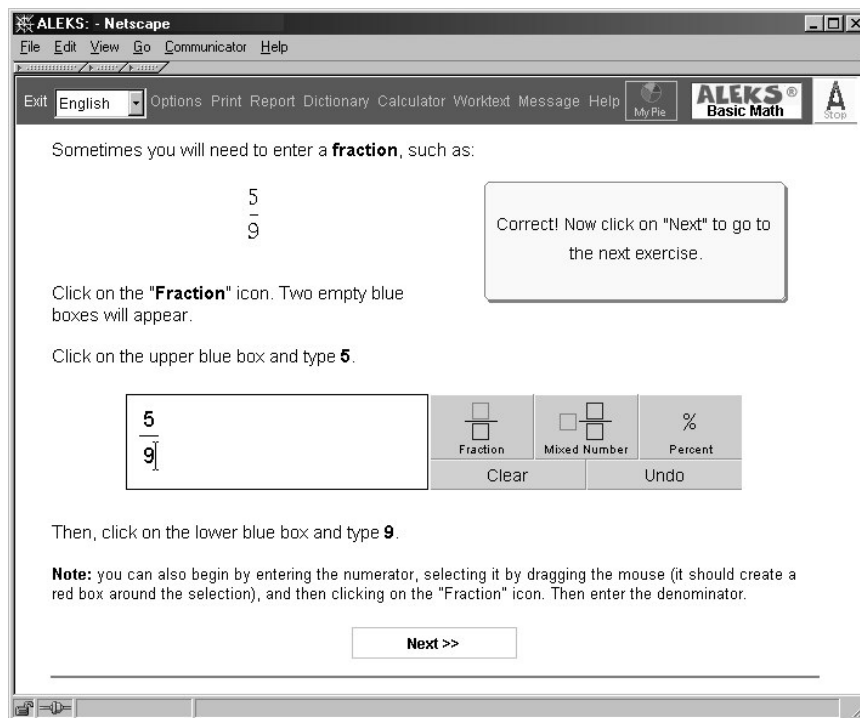 ALEKS: - Netscape
File Edit View Go Communicator Help
Exit English Options Print Report Dictionary Calculator Worktext Message Help My Pie ALEKS® Basic Math A Stop
Sometimes you will need to enter a fraction, such as:
5
9
Correct! Now click on "Next" to go to
the next exercise.
Click on the "Fraction" icon. Two empty blue
boxes will appear.
Click on the upper blue box and type 5.
5
9
Fraction Mixed Number % Percent
Clear Undo
Then, click on the lower blue box and type 9.
Note: you can also begin by entering the numerator, selecting it by dragging the mouse (it should create a
red box around the selection), and then clicking on the "Fraction" icon. Then enter the denominator.
Next >>